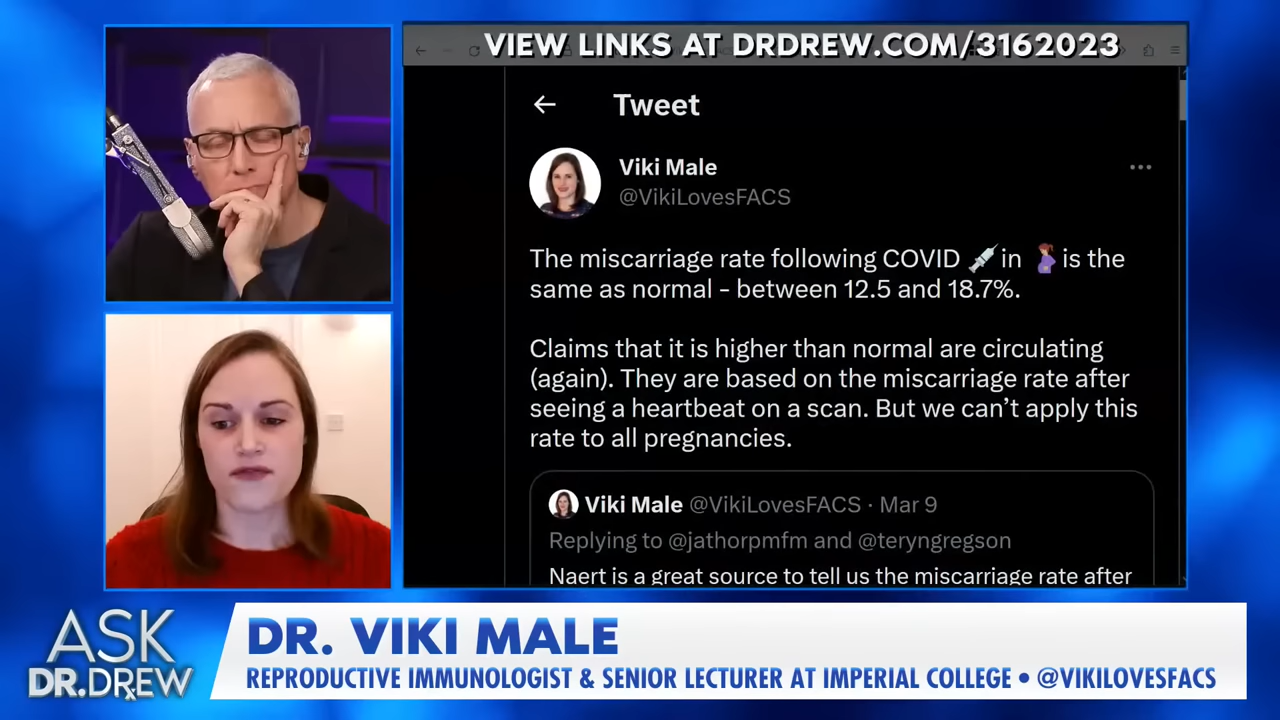 VIEW LINKS AT DRDREW.COM/3162023
Tweet
Viki Male
@VikiLovesFACS
The miscarriage rate following COVID 💉 in 🤰 is the
same as normal - between 12.5 and 18.7%.
Claims that it is higher than normal are circulating
(again). They are based on the miscarriage rate after
seeing a heartbeat on a scan. But we can't apply this
rate to all pregnancies.
Viki Male @VikiLovesFACS · Mar 9
Replying to @jathorpmfm and @teryngregson
Naert is a great source to tell us the miscarriage rate after
ASK
DR.DREW
DR. VIKI MALE
REPRODUCTIVE IMMUNOLOGIST & SENIOR LECTURER AT IMPERIAL COLLEGE • @VIKILOVESFACS